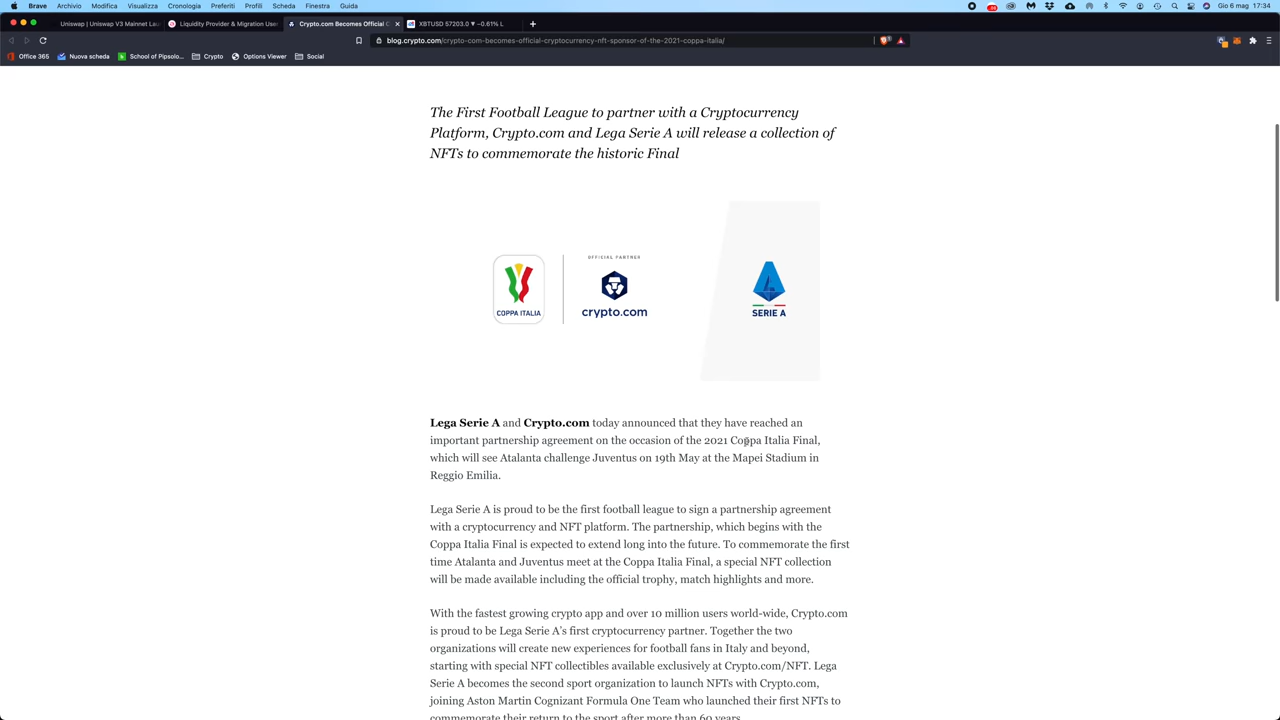 Brave Archivio Modifica Visualizza Cronologia Preferiti Profili Scheda Finestra Guida Gio 6 mag 17:34
Uniswap | Uniswap V3 Mainnet Lau Liquidity Provider & Migration User Crypto.com Becomes Official C XBTUSD 57203.0 ▼ −0.61% L
blog.crypto.com/crypto-com-becomes-official-cryptocurrency-nft-sponsor-of-the-2021-coppa-italia/
Office 365 Nuova scheda School of Pipsolo... Crypto Options Viewer Social
The First Football League to partner with a Cryptocurrency
Platform, Crypto.com and Lega Serie A will release a collection of
NFTs to commemorate the historic Final
OFFICIAL PARTNER
COPPA ITALIA
crypto.com
SERIE A
Lega Serie A and Crypto.com today announced that they have reached an
important partnership agreement on the occasion of the 2021 Coppa Italia Final,
which will see Atalanta challenge Juventus on 19th May at the Mapei Stadium in
Reggio Emilia.
Lega Serie A is proud to be the first football league to sign a partnership agreement
with a cryptocurrency and NFT platform. The partnership, which begins with the
Coppa Italia Final is expected to extend long into the future. To commemorate the first
time Atalanta and Juventus meet at the Coppa Italia Final, a special NFT collection
will be made available including the official trophy, match highlights and more.
With the fastest growing crypto app and over 10 million users world-wide, Crypto.com
is proud to be Lega Serie A's first cryptocurrency partner. Together the two
organizations will create new experiences for football fans in Italy and beyond,
starting with special NFT collectibles available exclusively at Crypto.com/NFT. Lega
Serie A becomes the second sport organization to launch NFTs with Crypto.com,
joining Aston Martin Cognizant Formula One Team who launched their first NFTs to
commemorate their return to the sport after more than 60 years.